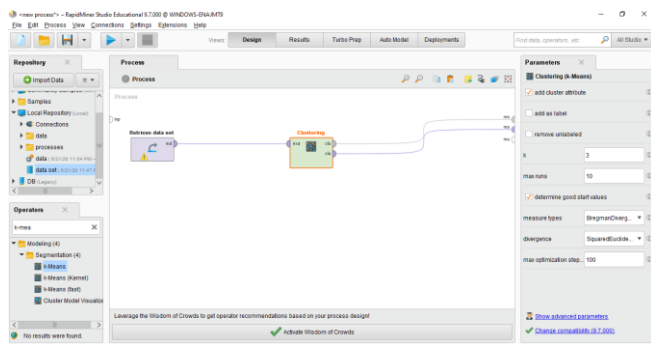 <new process*> – RapidMiner Studio Educational 9.7.000 @ WINDOWS-ENAJMT9
File Edit Process View Connections Settings Extensions Help
Views: Design Results Turbo Prep Auto Model Deployments
Find data, operators...etc
All Studio
Repository
Import Data
Samples
Local Repository (Local)
Connections
data
processes
data
data set
DB (Legacy)
Operators
k-mea
Modeling (4)
Segmentation (4)
k-Means
k-Means (Kernel)
k-Means (fast)
Cluster Model Visualiz
No results were found.
Process
Process
Process
inp
Retrieve data set
out
Clustering
exa
clu
clu
res
res
res
Leverage the Wisdom of Crowds to get operator recommendations based on your process design!
Activate Wisdom of Crowds
Parameters
Clustering (k-Means)
add cluster attribute
add as label
remove unlabeled
k 3
max runs 10
determine good start values
measure types BregmanDiverg...
divergence SquaredEuclide...
max optimization step... 100
Show advanced parameters
Change compatibility (9.7.000)